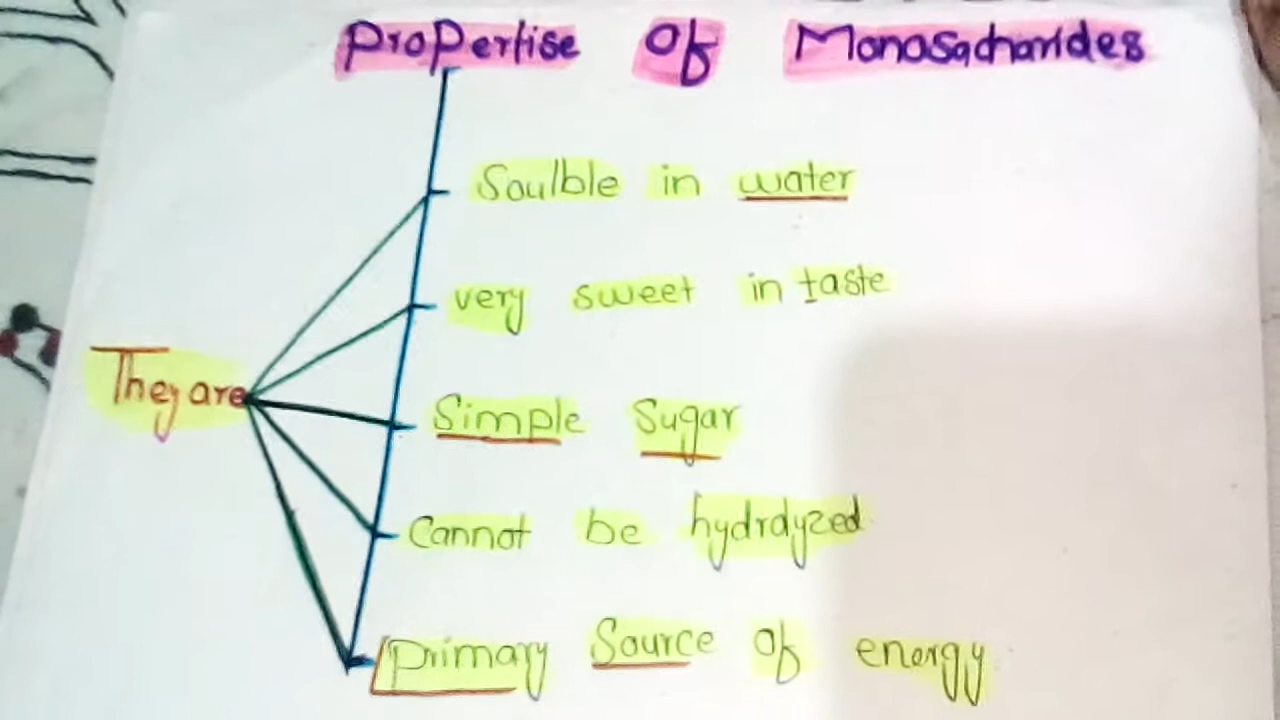 Propertise of Monosacharides
Soulble in water
very sweet in taste
They are
Simple Sugar
Cannot be hydrdyzed
Primary Source of energy